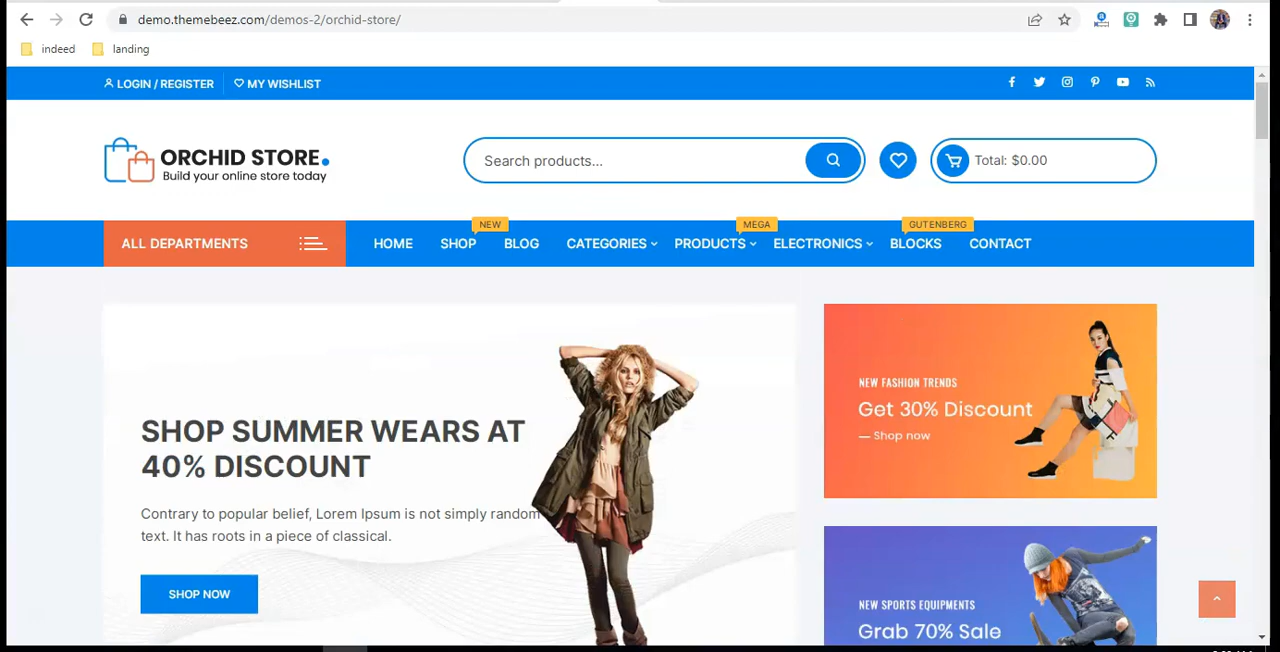 demo.themebeez.com/demos-2/orchid-store/
indeed landing
LOGIN / REGISTER MY WISHLIST
ORCHID STORE.
Build your online store today
Search products...
Total: $0.00
NEW MEGA GUTENBERG
ALL DEPARTMENTS HOME SHOP BLOG CATEGORIES PRODUCTS ELECTRONICS BLOCKS CONTACT
SHOP SUMMER WEARS AT
40% DISCOUNT
Contrary to popular belief, Lorem Ipsum is not simply random
text. It has roots in a piece of classical.
SHOP NOW
NEW FASHION TRENDS
Get 30% Discount
— Shop now
NEW SPORTS EQUIPMENTS
Grab 70% Sale